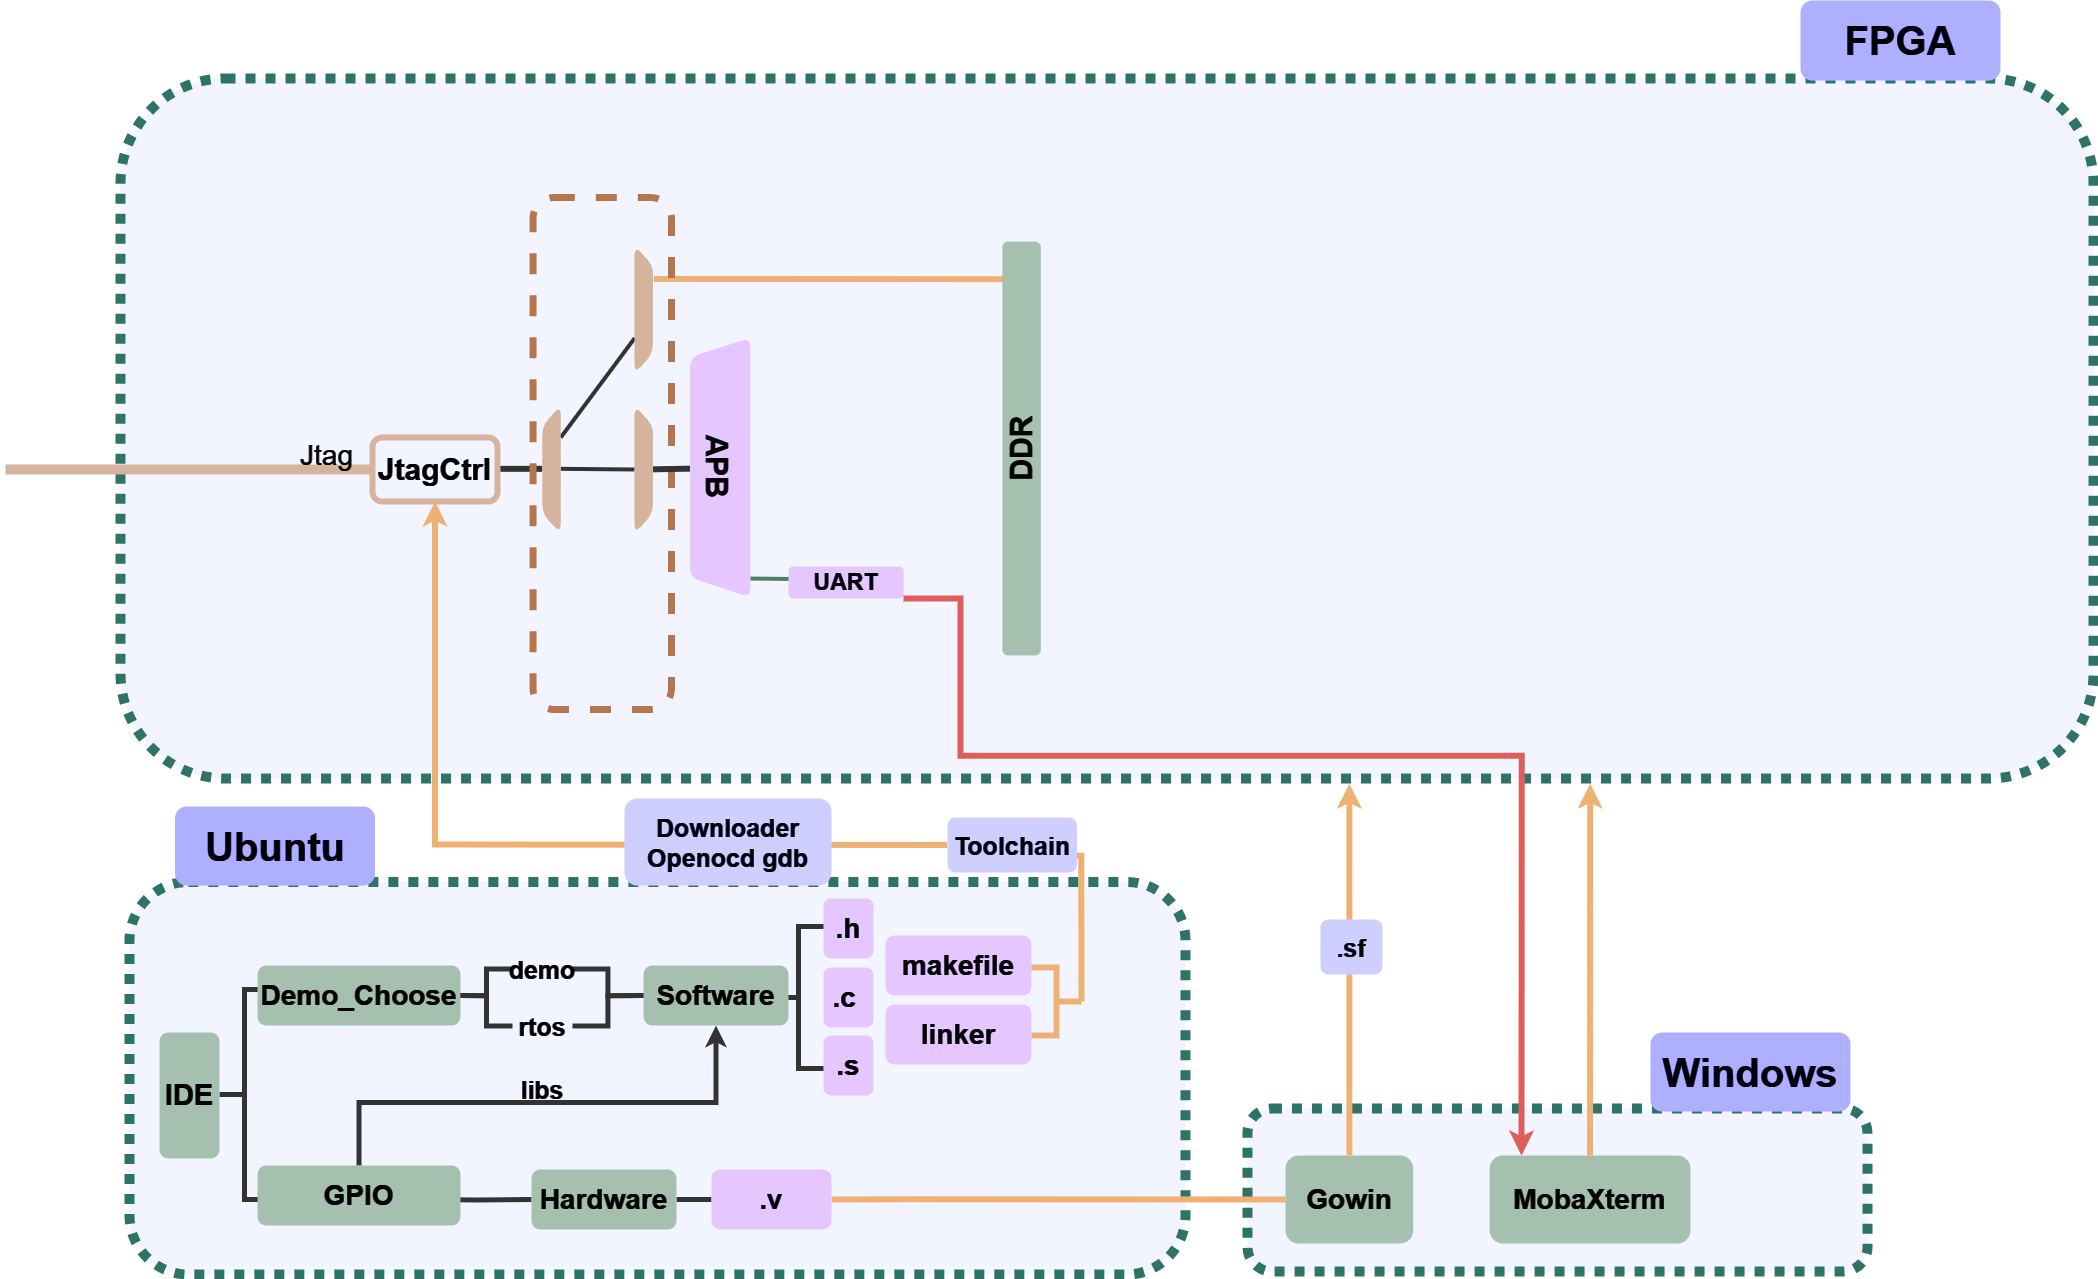 FPGA
Jtag
JtagCtrl
APB
DDR
UART
Ubuntu
Downloader
Openocd gdb
Toolchain
.h
.sf
makefile
demo
Demo_Choose
Software
.c
rtos
linker
.s
Windows
IDE
libs
GPIO
Hardware
.v
Gowin
MobaXterm